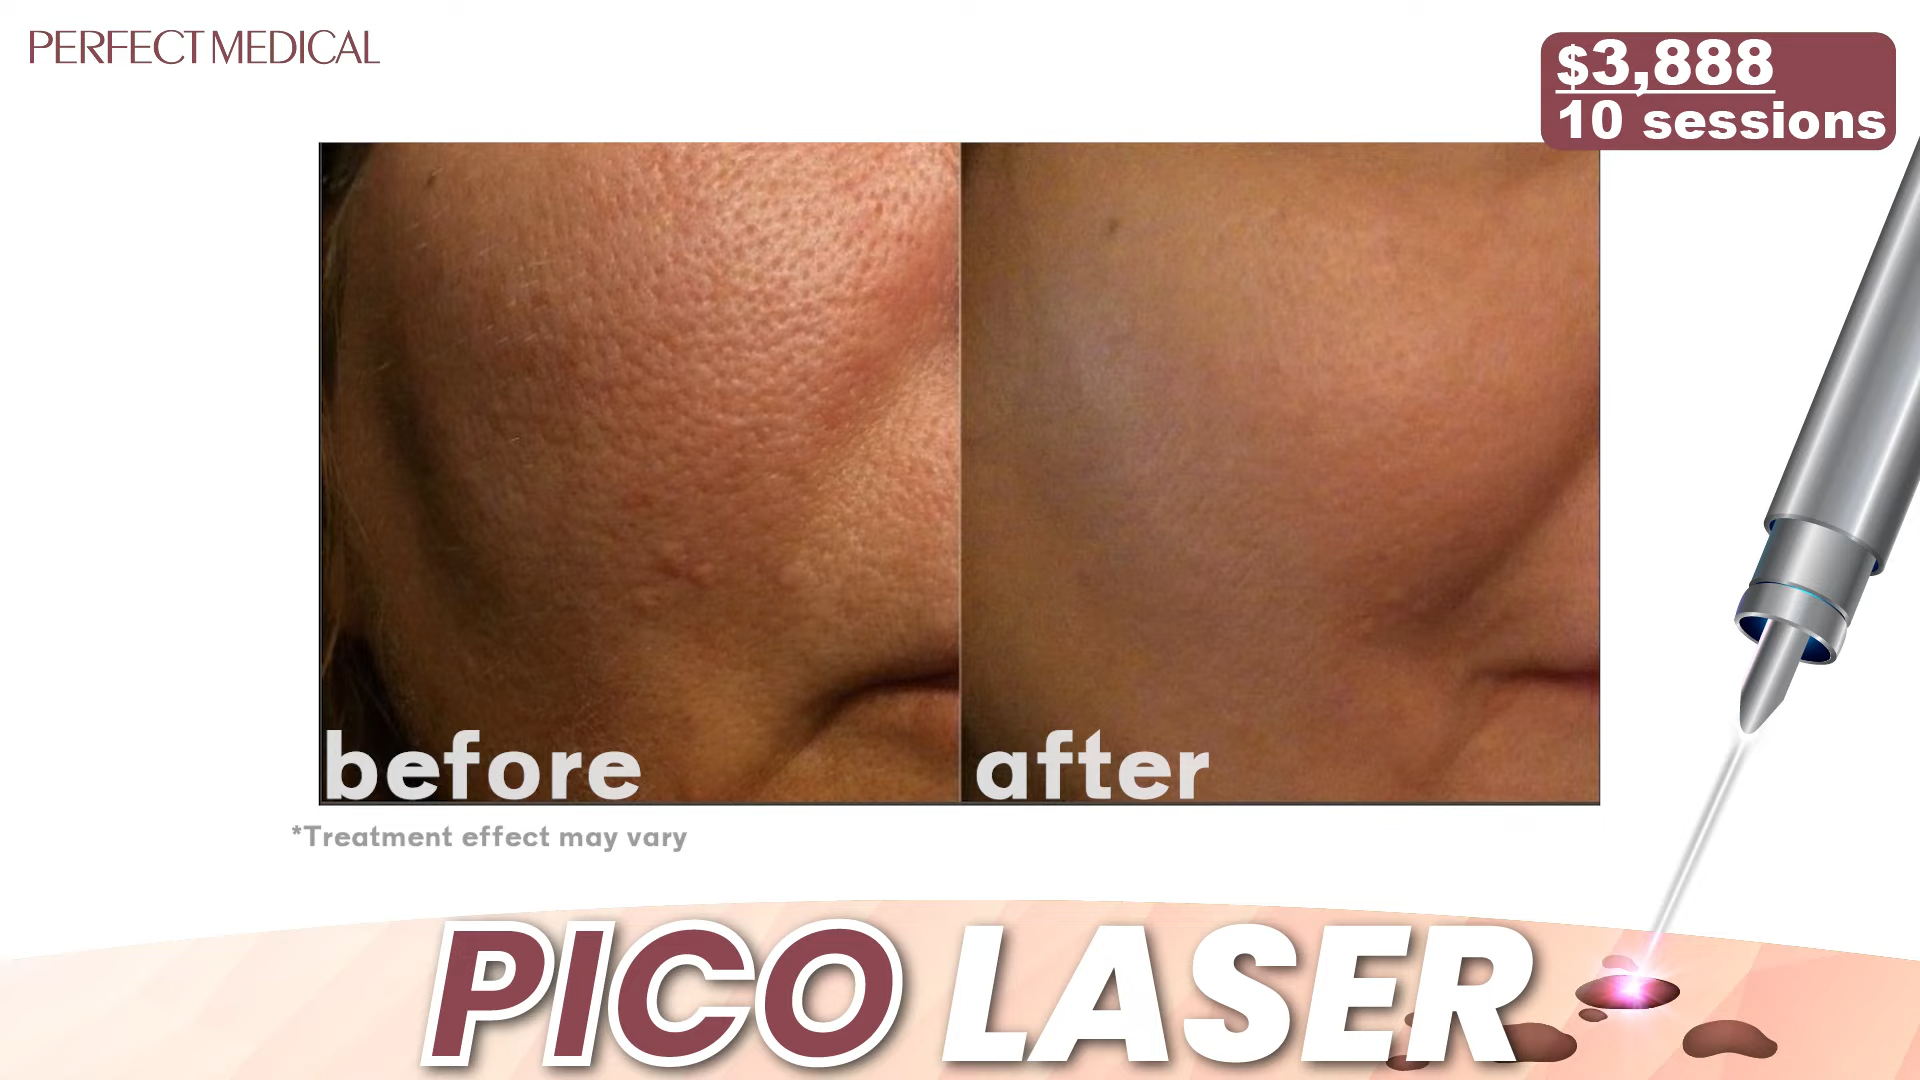 PERFECT MEDICAL
$3,888
10 sessions
before
after
*Treatment effect may vary
PICO LASER